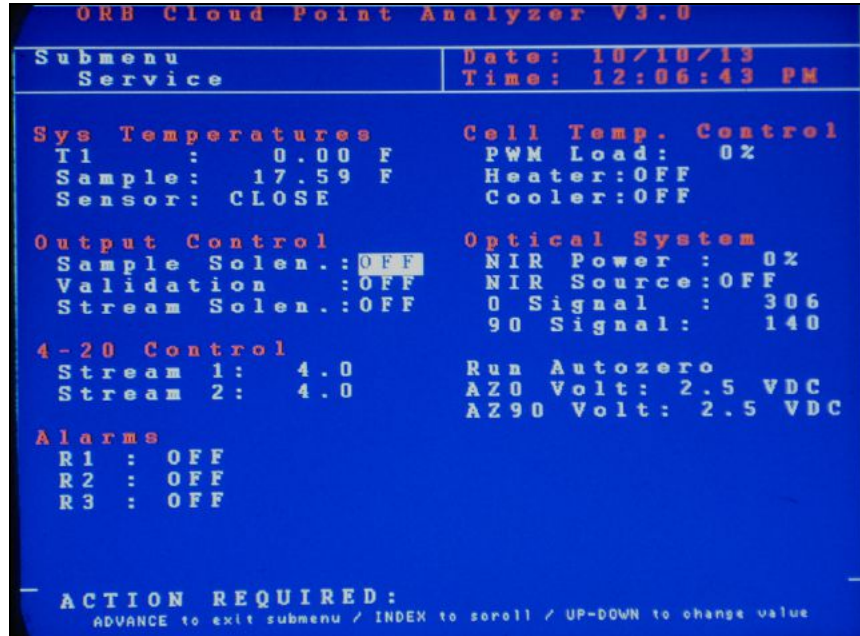 ORB Cloud Point Analyzer V3.0
Submenu
Service
Date: 10/10/13
Time: 12:06:43 PM
Sys Temperatures
T1 : 0.00 F
Sample: 17.59 F
Sensor: CLOSE
Cell Temp. Control
PWM Load: 0%
Heater:OFF
Cooler:OFF
Output Control
Sample Solen.:OFF
Validation :OFF
Stream Solen.:OFF
Optical System
NIR Power : 0%
NIR Source:OFF
0 Signal : 306
90 Signal: 140
4-20 Control
Stream 1: 4.0
Stream 2: 4.0
Run Autozero
AZ0 Volt: 2.5 VDC
AZ90 Volt: 2.5 VDC
Alarms
R1 : OFF
R2 : OFF
R3 : OFF
ACTION REQUIRED:
ADVANCE to exit submenu / INDEX to scroll / UP-DOWN to change value